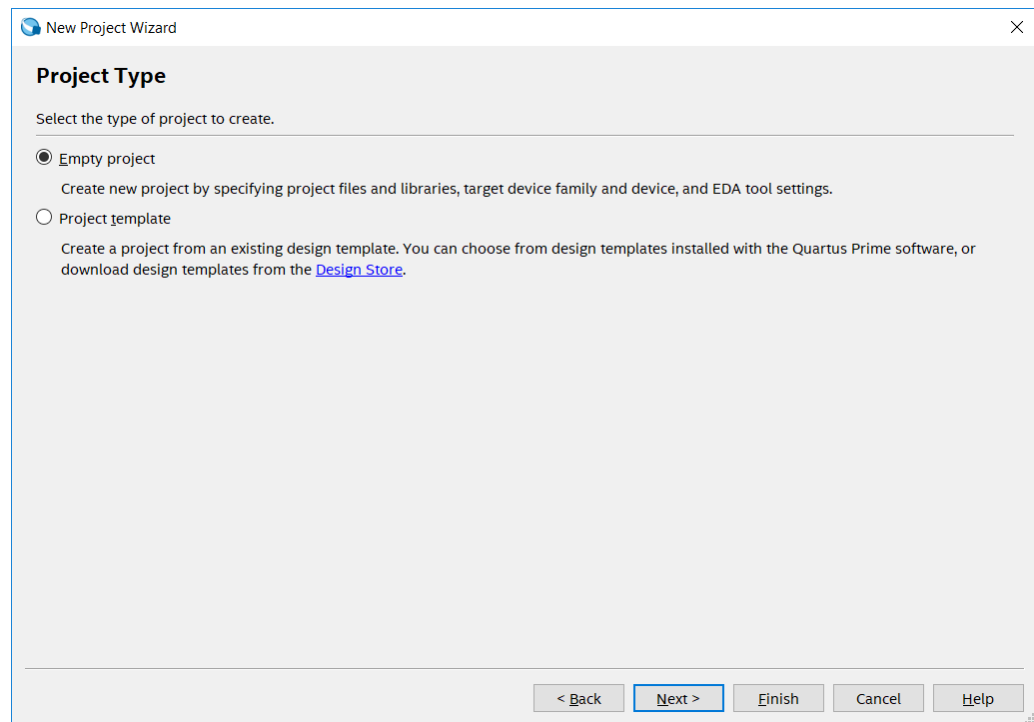 New Project Wizard
Project Type
Select the type of project to create.
Empty project
Create new project by specifying project files and libraries, target device family and device, and EDA tool settings.
Project template
Create a project from an existing design template. You can choose from design templates installed with the Quartus Prime software, or
download design templates from the Design Store.
< Back Next > Finish Cancel Help